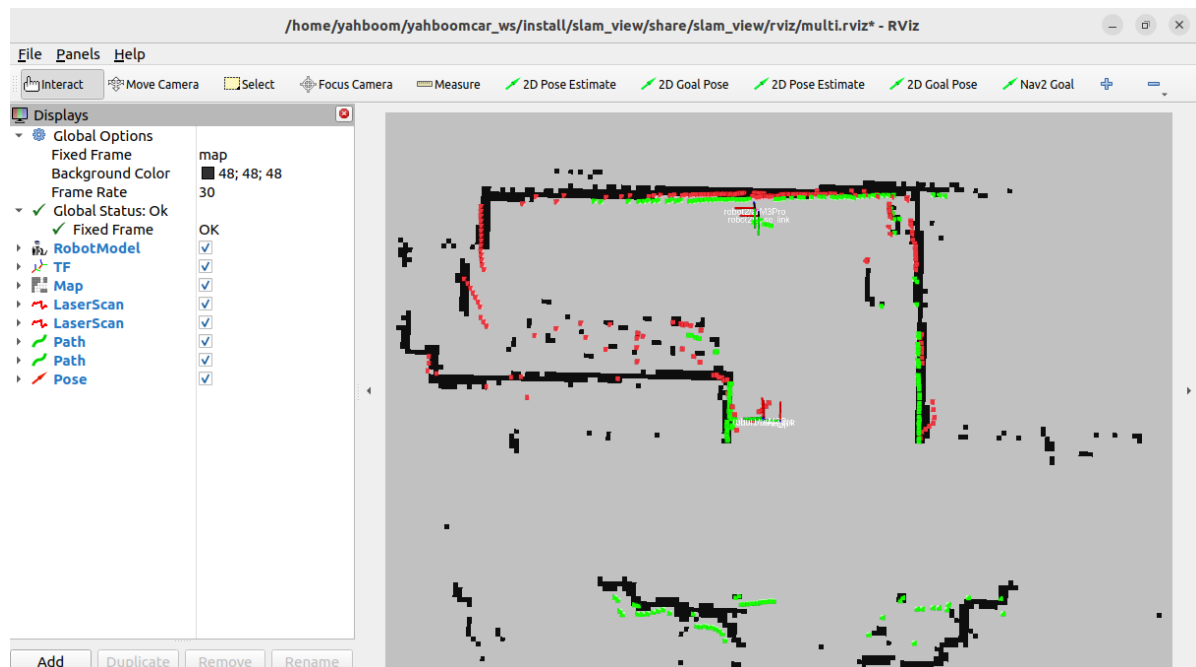 /home/yahboom/yahboomcar_ws/install/slam_view/share/slam_view/rviz/multi.rviz* - RViz
File Panels Help
Interact Move Camera Select Focus Camera Measure 2D Pose Estimate 2D Goal Pose 2D Pose Estimate 2D Goal Pose Nav2 Goal
Displays
Global Options
Fixed Frame map
Background Color 48; 48; 48
Frame Rate 30
Global Status: Ok
Fixed Frame OK
RobotModel
TF
Map
LaserScan
LaserScan
Path
Path
Pose
Add Duplicate Remove Rename